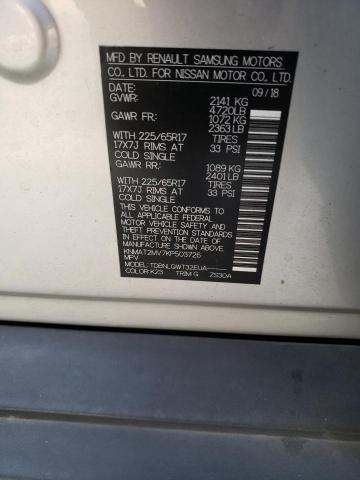 MFD BY RENAULT SAMSUNG MOTORS
CO., LTD. FOR NISSAN MOTOR CO., LTD.
DATE: 09/18
GVWR: 2141 KG
4720LB
GAWR FR: 1072 KG
2363 LB
WITH 225/65R17 TIRES
17X7J RIMS AT 33 PSI
COLD SINGLE
GAWR RR: 1089 KG
2401 LB
WITH 225/65R17 TIRES
17X7J RIMS AT 33 PSI
COLD SINGLE
THIS VEHICLE CONFORMS TO ALL
APPLICABLE FEDERAL MOTOR
VEHICLE SAFETY STANDARDS
IN EFFECT ON THE DATE OF
MANUFACTURE SHOWN ABOVE.
KNMAT2MV7KP503726
MPV
MODEL: TDBNLGWT32EUA-----
COLOR: K23 TRIM: G ZS30A